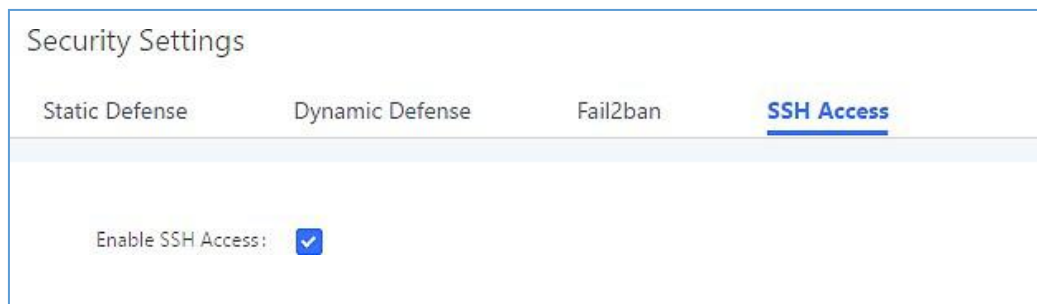 Security Settings
Static Defense Dynamic Defense Fail2ban SSH Access
Enable SSH Access: